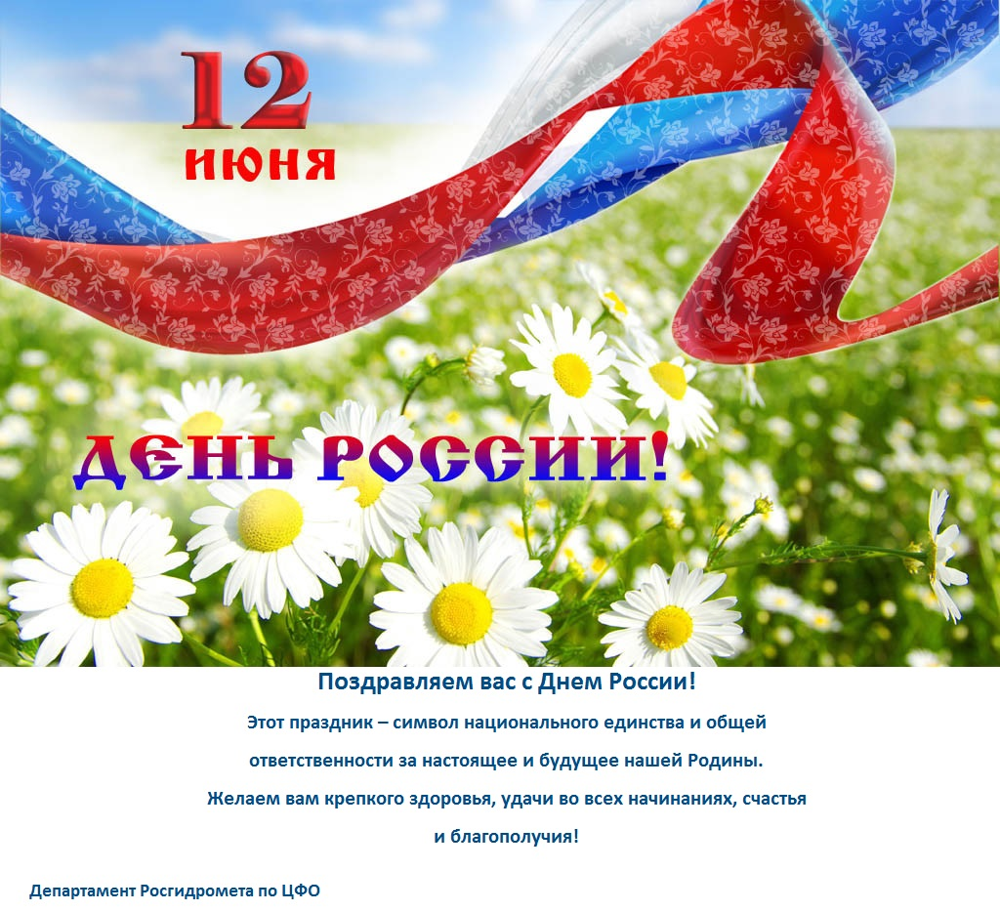 12
ИЮНЯ
ДЕНЬ РОССИИ!
Поздравляем вас с Днем России!
Этот праздник – символ национального единства и общей
ответственности за настоящее и будущее нашей Родины.
Желаем вам крепкого здоровья, удачи во всех начинаниях, счастья
и благополучия!
Департамент Росгидромета по ЦФО